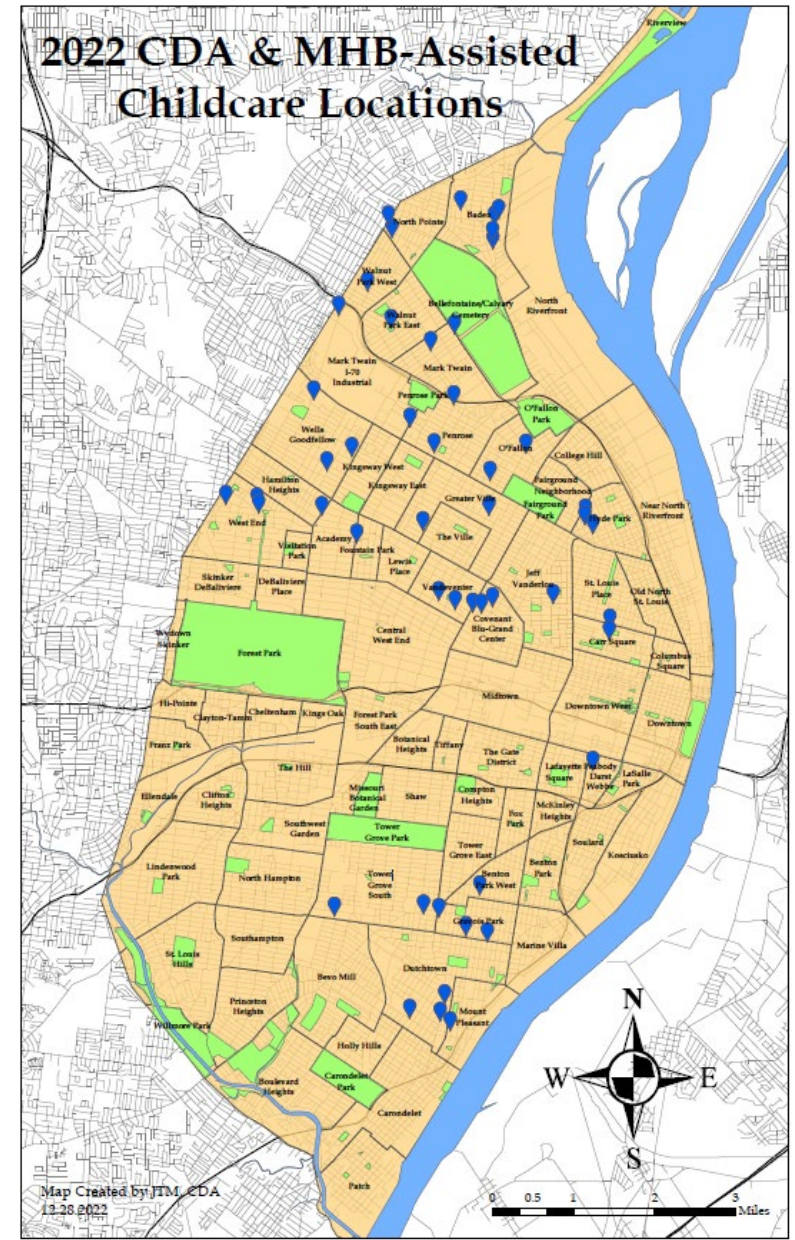 2022 CDA & MHB-Assisted
Childcare Locations
Riverview
North Pointe
Baden
Walnut
Park West
Bellefontaine/Calvary
Cemetery
North
Riverfront
Walnut
Park East
Mark Twain
I-70
Industrial
Mark Twain
Penrose Park
O'Fallon
Park
Wells
Goodfellow
Penrose
O'Fallon
College Hill
Kingsway West
Hamilton
Heights
Kingsway East
Fairground
Neighborhood
Greater Ville
Fairground
Park
Near North
Riverfront
Hyde Park
West End
Academy
The Ville
Visitation
Park
Fountain Park
Lewis
Place
Jeff
Vanderlou
Skinker
DeBaliviere
DeBaliviere
Place
Vandeventer
St. Louis
Place
Old North
St. Louis
Covenant
Blu-Grand
Center
Wydown
Skinker
Forest Park
Central
West End
Carr Square
Columbus
Square
Midtown
Hi-Pointe
Clayton-Tamm
Cheltenham
Kings Oak
Forest Park
South East
Downtown West
Downtown
Franz Park
Botanical
Heights
Tiffany
The Gate
District
The Hill
Lafayette
Square
Peabody
Darst
Webbe
LaSalle
Park
Ellendale
Clifton
Heights
Missouri
Botanical
Garden
Shaw
Compton
Heights
Fox
Park
McKinley
Heights
Southwest
Garden
Tower
Grove Park
Soulard
Kosciusko
Tower
Grove East
Lindenwood
Park
North Hampton
Tower
Grove
South
Benton
Park West
Benton
Park
Gravois Park
Southampton
Marine Villa
St. Louis
Hills
Bevo Mill
Dutchtown
Princeton
Heights
Mount
Pleasant
Willmore Park
Holly Hills
Boulevard
Heights
Carondelet
Park
Carondelet
Patch
N
W
E
S
Map Created by JTM, CDA
12.28.2022
0 0.5 1 2 3
Miles